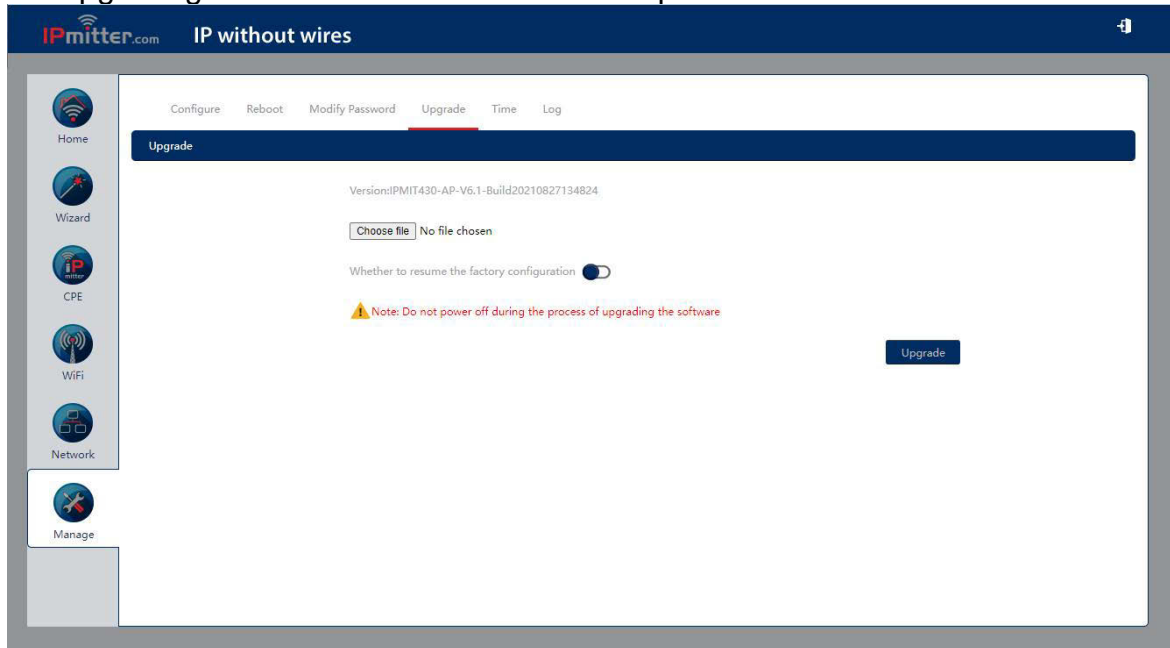 IPmitter.com IP without wires
Home
Wizard
CPE
WiFi
Network
Manage
Configure Reboot Modify Password Upgrade Time Log
Upgrade
Version:IPMIT430-AP-V6.1-Build20210827134824
Choose file No file chosen
Whether to resume the factory configuration
Note: Do not power off during the process of upgrading the software
Upgrade